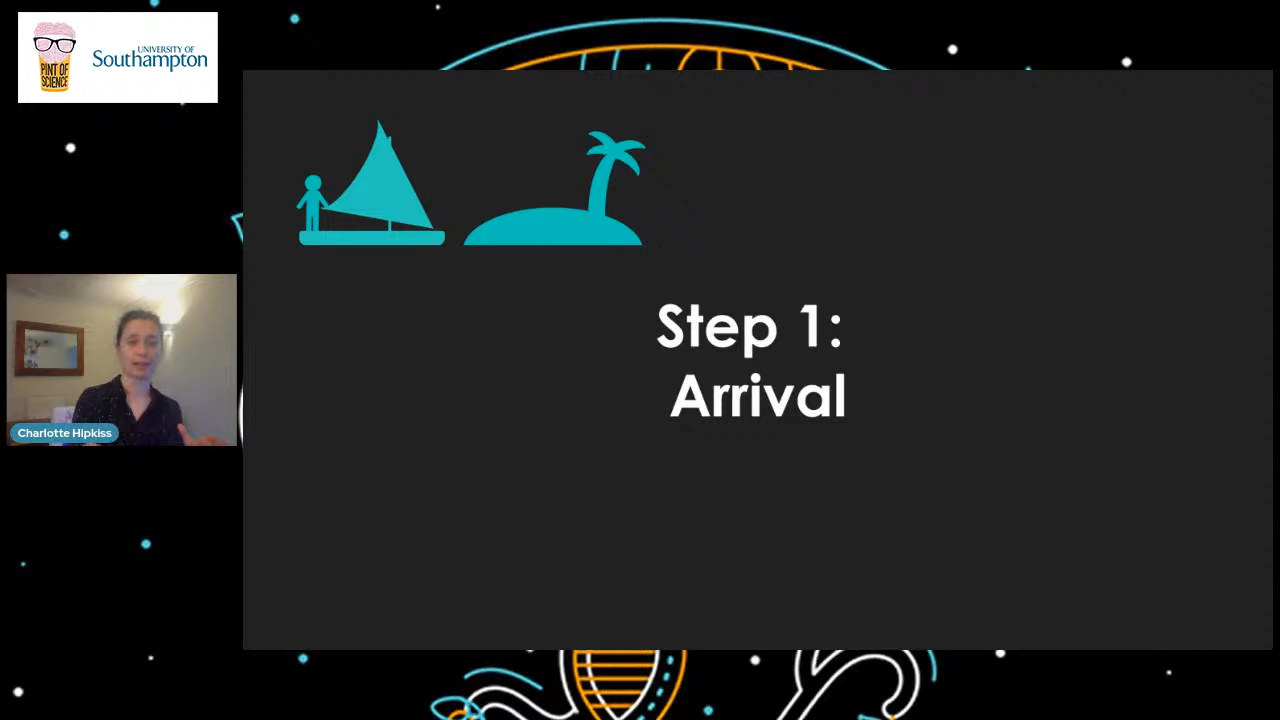 PINT OF
SCIENCE
UNIVERSITY OF
Southampton
Step 1:
Arrival
Charlotte Hipkiss